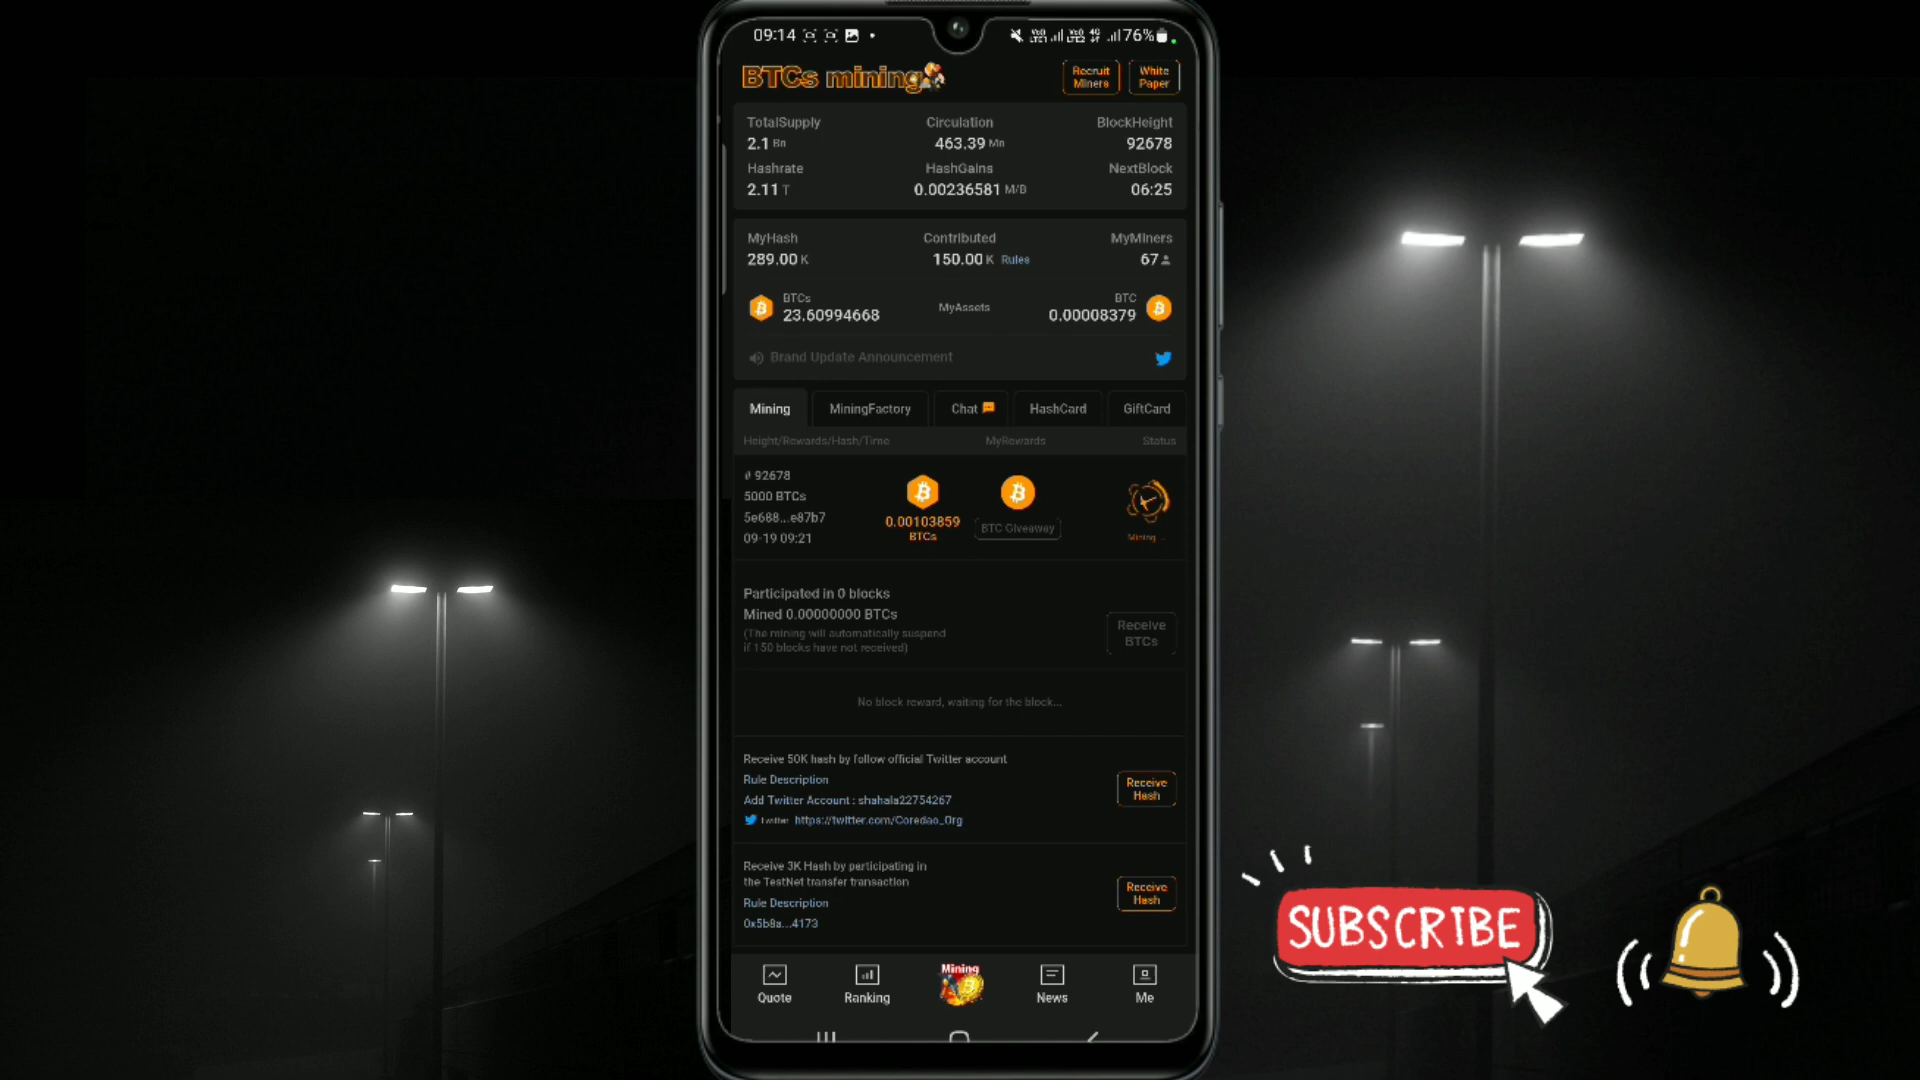 09:14 76%
BTCs mining
Recruit Miners
White Paper
TotalSupply Circulation BlockHeight
2.1 Bn 463.39 Mn 92678
Hashrate HashGains NextBlock
2.11 T 0.00236581 M/B 06:25
MyHash Contributed MyMiners
289.00 K 150.00 K Rules 67
BTCs BTC
23.60994668 MyAssets 0.00008379
Brand Update Announcement
Mining MiningFactory Chat HashCard GiftCard
Height/Rewards/Hash/Time MyRewards Status
# 92678
5000 BTCs
5e688...e87b7
09-19 09:21
0.00103859
BTCs
BTC Giveaway
Mining ...
Participated in 0 blocks
Mined 0.00000000 BTCs
(The mining will automatically suspend
if 150 blocks have not received)
Receive
BTCs
No block reward, waiting for the block...
Receive 50K hash by follow official Twitter account
Rule Description
Add Twitter Account : shahala22754267
Twitter https://twitter.com/Coredao_Org
Receive
Hash
Receive 3K Hash by participating in
the TestNet transfer transaction
Rule Description
0x5b8a...4173
Receive
Hash
Mining
Quote Ranking News Me
SUBSCRIBE